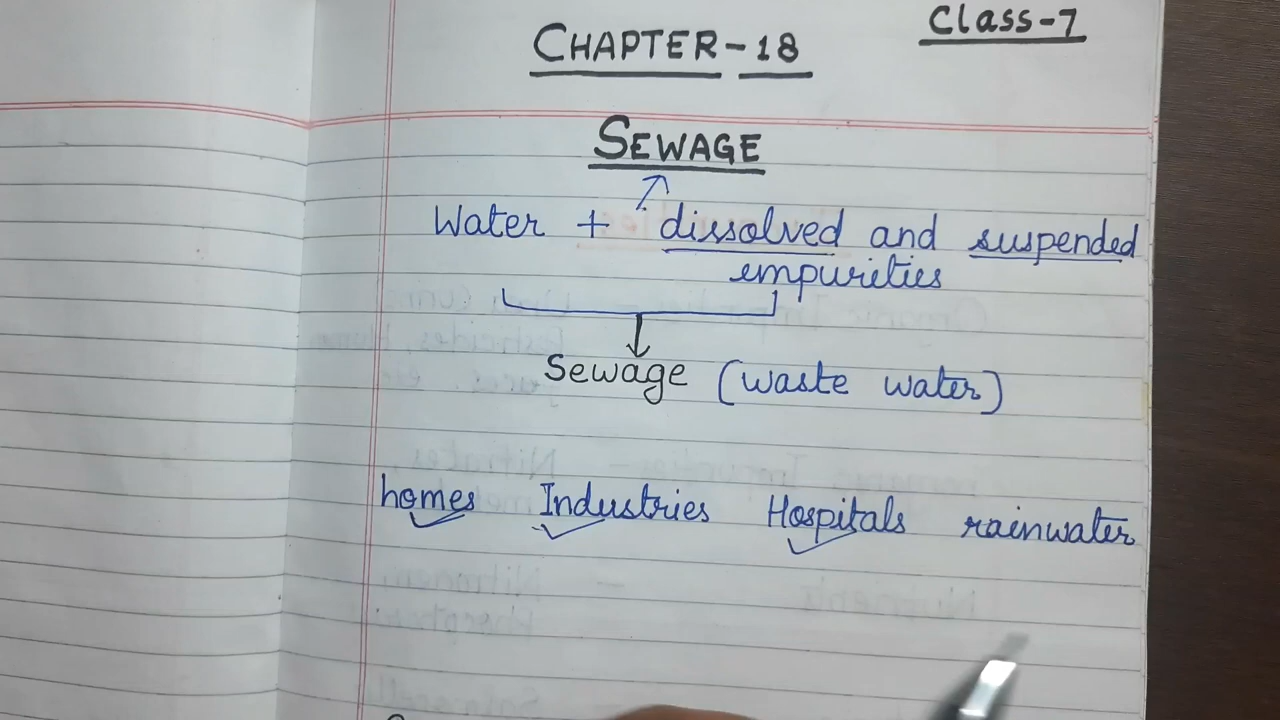 Class-7
CHAPTER-18
SEWAGE
Water + dissolved and suspended
empurities
Sewage (waste water)
homes Industries Hospitals rainwater